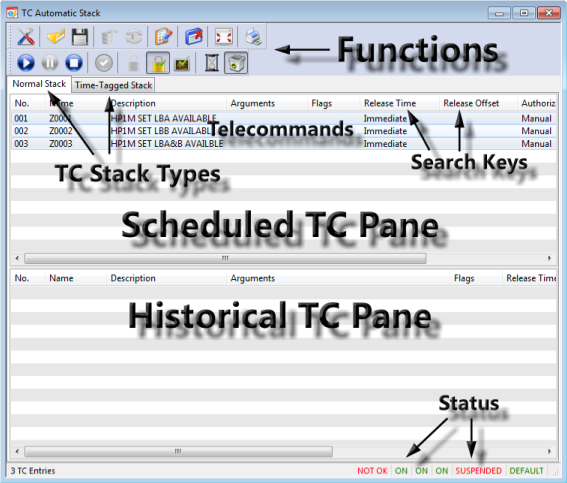 TC Automatic Stack
Functions
Normal Stack Time-Tagged Stack
No. Name Description Arguments Flags Release Time Release Offset Authoriz
001 Z0001 HP1M SET LBA AVAILABLE Immediate Manual
002 Z0002 HP1M SET LBB AVAILABLE Immediate Manual
003 Z0003 HP1M SET LBA&B AVAILBLE Immediate Manual
Telecommands
TC Stack Types
Search Keys
Scheduled TC Pane
No. Name Description Arguments Flags Release Time
Historical TC Pane
Status
3 TC Entries NOT OK ON ON ON SUSPENDED DEFAULT